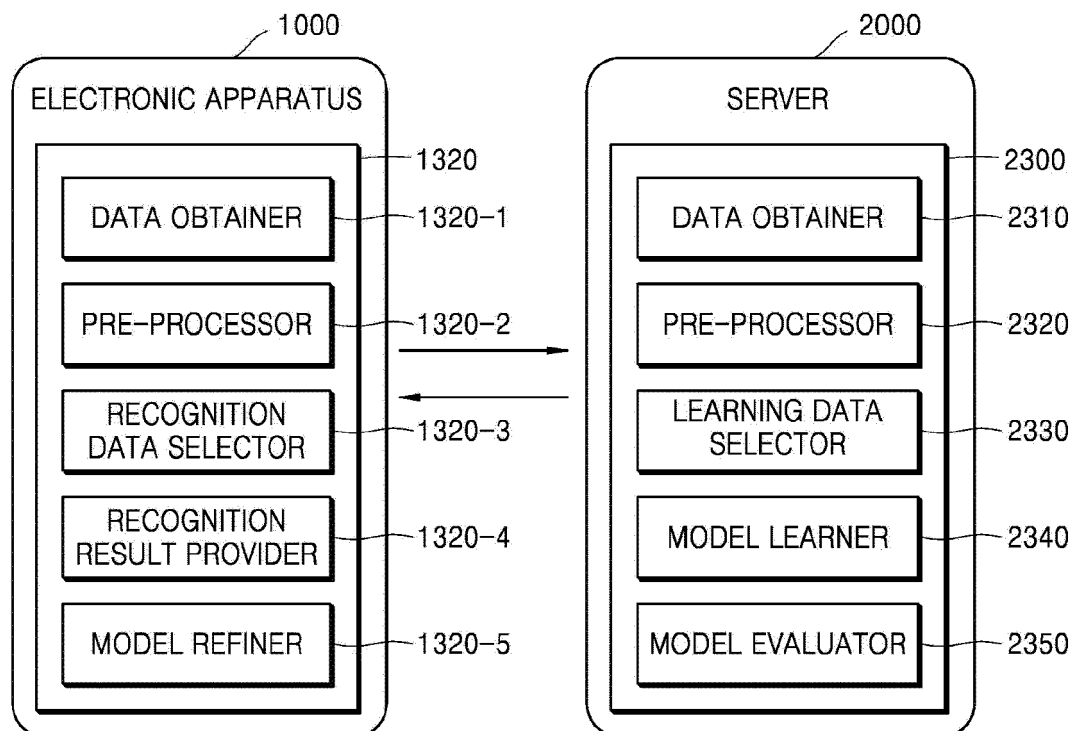 1000
2000
ELECTRONIC APPARATUS
SERVER
1320
2300
DATA OBTAINER
1320-1
DATA OBTAINER
2310
PRE-PROCESSOR
1320-2
PRE-PROCESSOR
2320
RECOGNITION
DATA SELECTOR
1320-3
LEARNING DATA
SELECTOR
2330
RECOGNITION
RESULT PROVIDER
1320-4
MODEL LEARNER
2340
MODEL REFINER
1320-5
MODEL EVALUATOR
2350